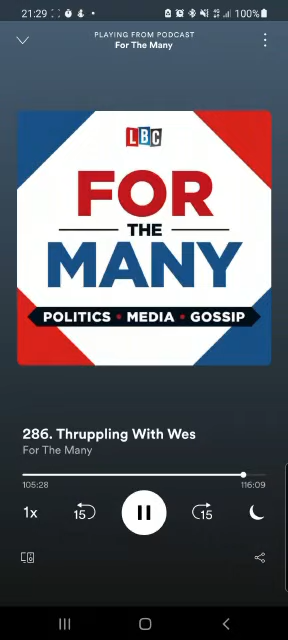 21:29
100%
PLAYING FROM PODCAST
For The Many
LBC
FOR
THE
MANY
POLITICS • MEDIA • GOSSIP
286. Thruppling With Wes
For The Many
105:28
116:09
1x
15
15